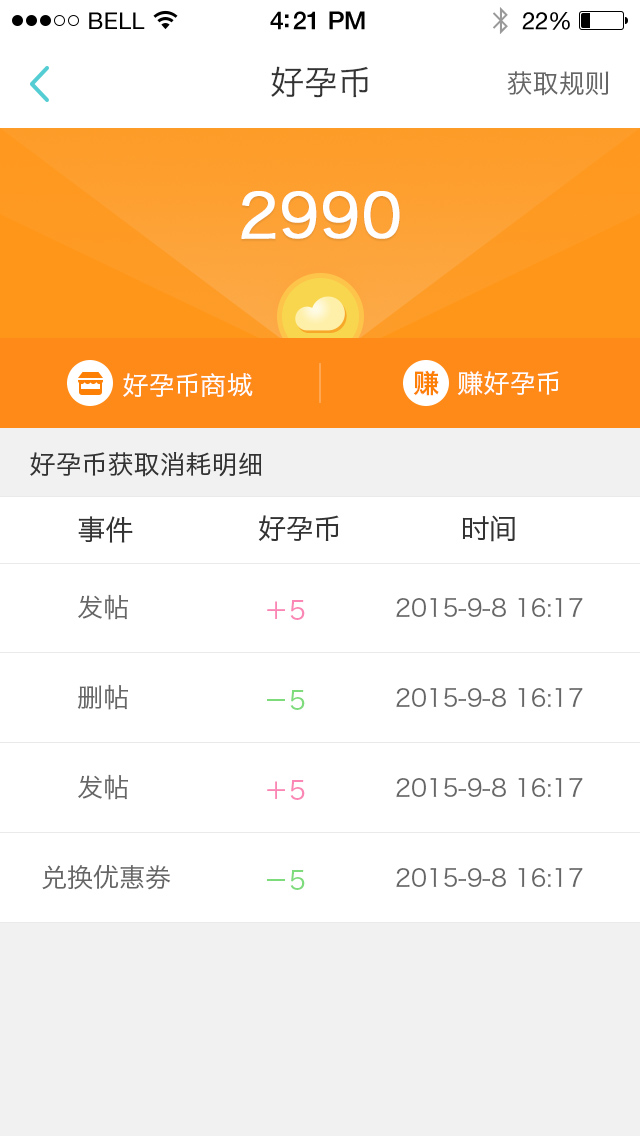 BELL 4:21 PM 22%
好孕币 获取规则
2990
好孕币商城 赚 赚好孕币
好孕币获取消耗明细
事件 好孕币 时间
发帖 +5 2015-9-8 16:17
删帖 −5 2015-9-8 16:17
发帖 +5 2015-9-8 16:17
兑换优惠券 −5 2015-9-8 16:17